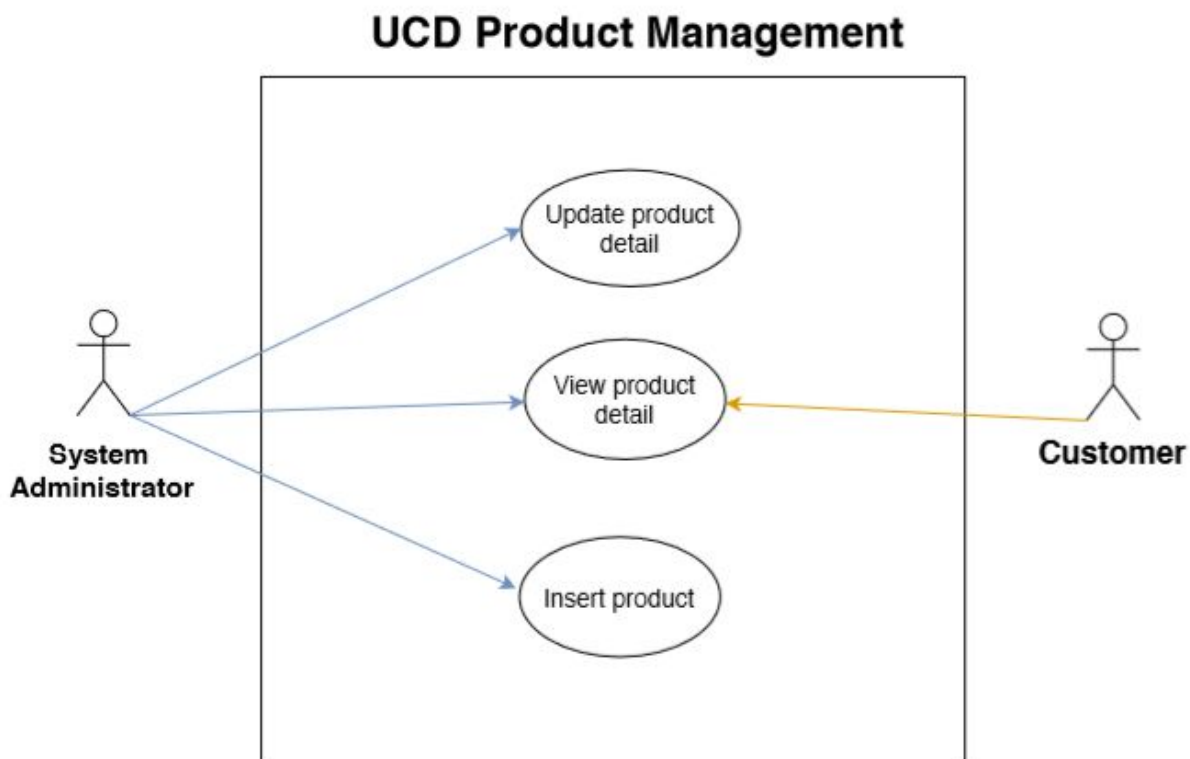 UCD Product Management
Update product
detail
View product
detail
Insert product
System
Administrator
Customer